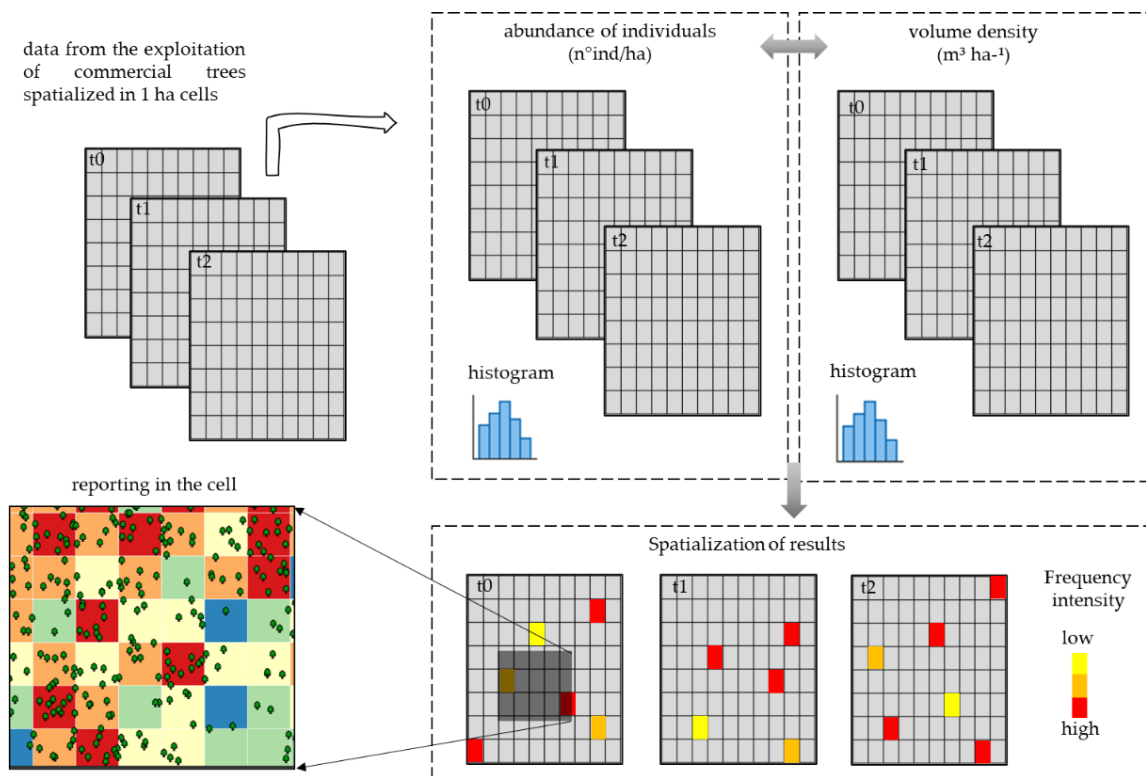 data from the exploitation
of commercial trees
spatialized in 1 ha cells
t0
t1
t2
abundance of individuals
(n°ind/ha)
t0
t1
t2
histogram
volume density
(m³ ha-¹)
t0
t1
t2
histogram
reporting in the cell
Spatialization of results
t0
t1
t2
Frequency
intensity
low
high